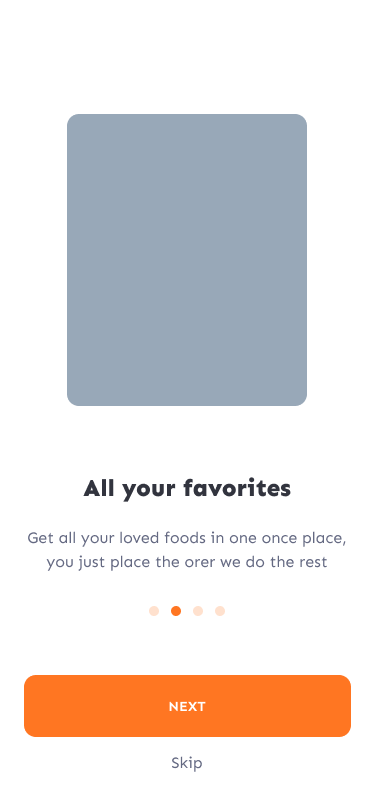 All your favorites
Get all your loved foods in one once place,
you just place the orer we do the rest
NEXT
Skip